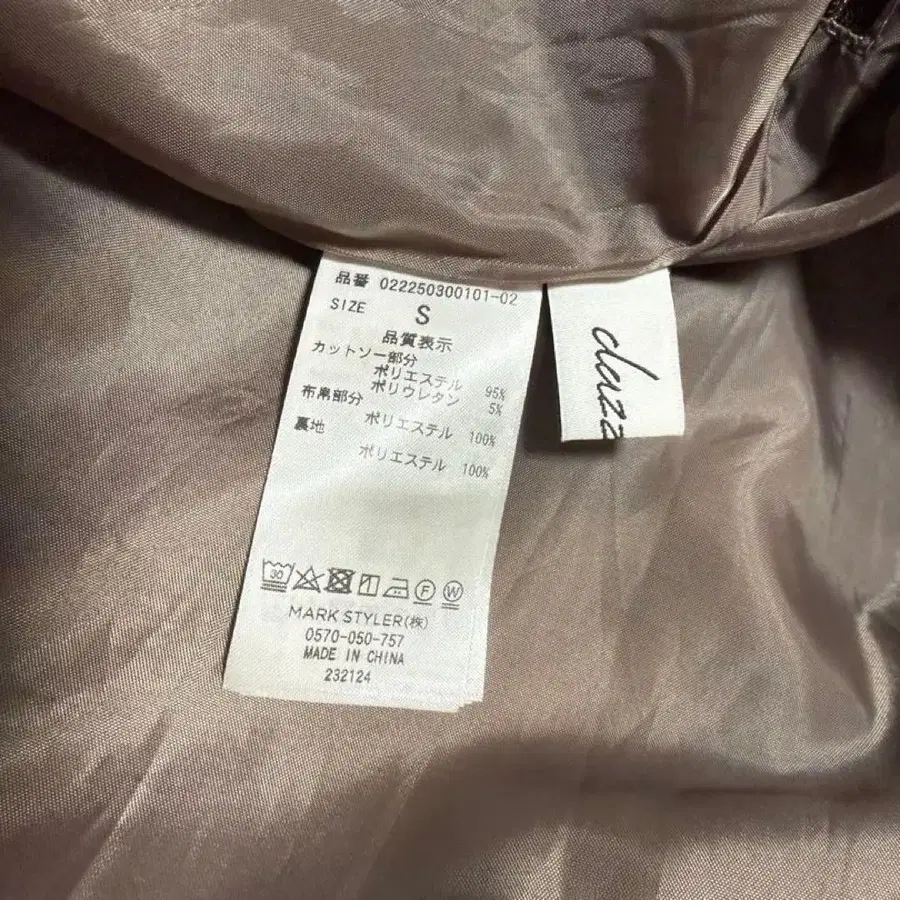 品番 022250300101-02
SIZE S
品質表示
カットソー部分
ポリエステル 95%
ポリウレタン 5%
布帛部分
ポリエステル 100%
裏地
ポリエステル 100%
30
F W
MARK STYLER(株)
0570-050-757
MADE IN CHINA
232124
dazz